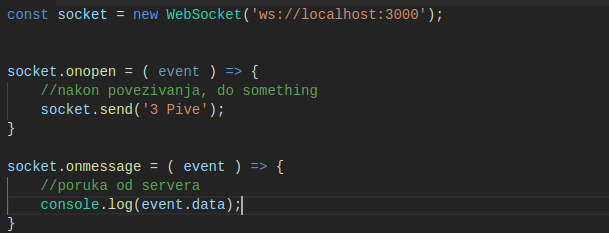 const socket = new WebSocket('ws://localhost:3000');
socket.onopen = ( event ) => {
//nakon povezivanja, do something
socket.send('3 Pive');
}
socket.onmessage = ( event ) => {
//poruka od servera
console.log(event.data);
}